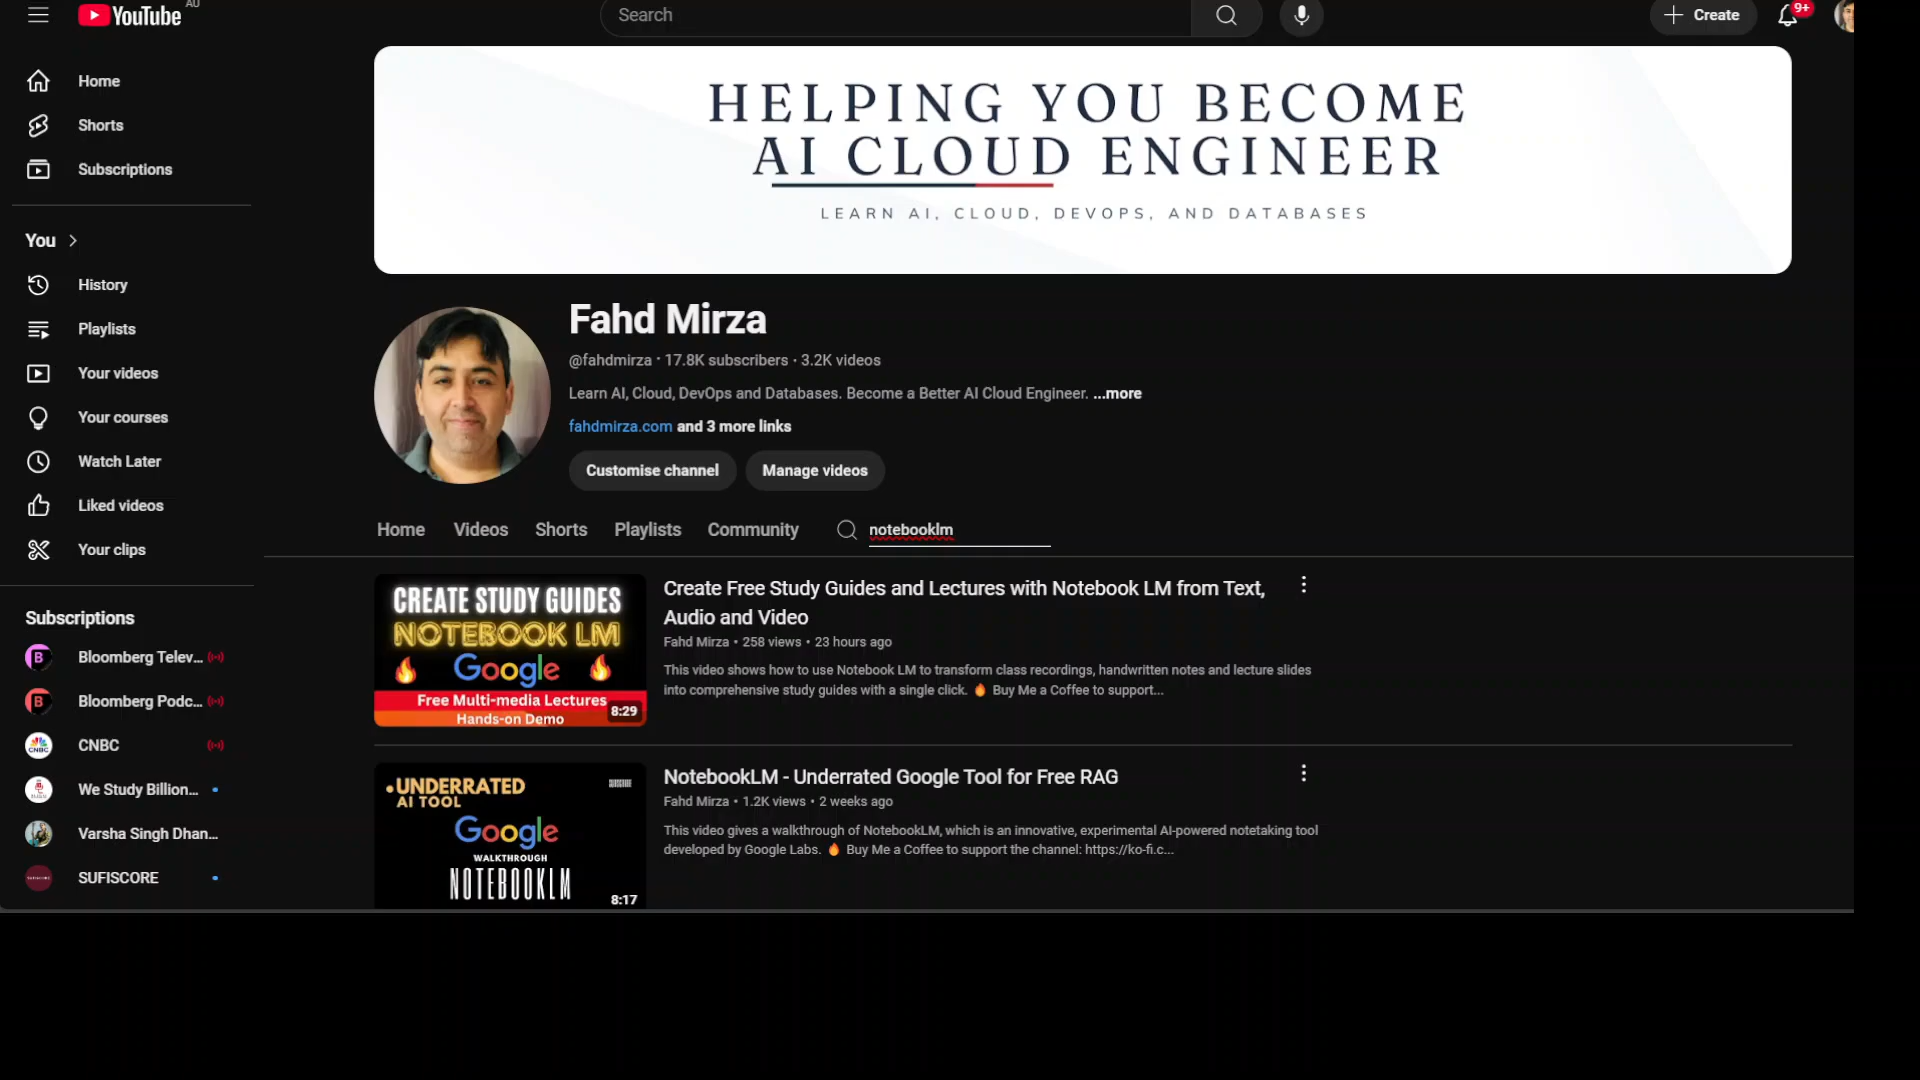 YouTube AU
Search
Create
9+
Home
Shorts
Subscriptions
You
History
Playlists
Your videos
Your courses
Watch Later
Liked videos
Your clips
Subscriptions
B Bloomberg Telev...
B Bloomberg Podc...
CNBC CNBC
We Study Billion...
Varsha Singh Dhan...
SUFISCORE
HELPING YOU BECOME
AI CLOUD ENGINEER
LEARN AI, CLOUD, DEVOPS, AND DATABASES
Fahd Mirza
@fahdmirza • 17.8K subscribers • 3.2K videos
Learn AI, Cloud, DevOps and Databases. Become a Better AI Cloud Engineer. ...more
fahdmirza.com and 3 more links
Customise channel
Manage videos
Home Videos Shorts Playlists Community notebooklm
CREATE STUDY GUIDES
NOTEBOOK LM
Google
Free Multi-media Lectures
Hands-on Demo
8:29
Create Free Study Guides and Lectures with Notebook LM from Text,
Audio and Video
Fahd Mirza • 258 views • 23 hours ago
This video shows how to use Notebook LM to transform class recordings, handwritten notes and lecture slides
into comprehensive study guides with a single click. 🔥 Buy Me a Coffee to support...
•UNDERRATED
AI TOOL
SUBSCRIBE
Google
WALKTHROUGH
NOTEBOOKLM
8:17
NotebookLM - Underrated Google Tool for Free RAG
Fahd Mirza • 1.2K views • 2 weeks ago
This video gives a walkthrough of NotebookLM, which is an innovative, experimental AI-powered notetaking tool
developed by Google Labs. 🔥 Buy Me a Coffee to support the channel: https://ko-fi.c...